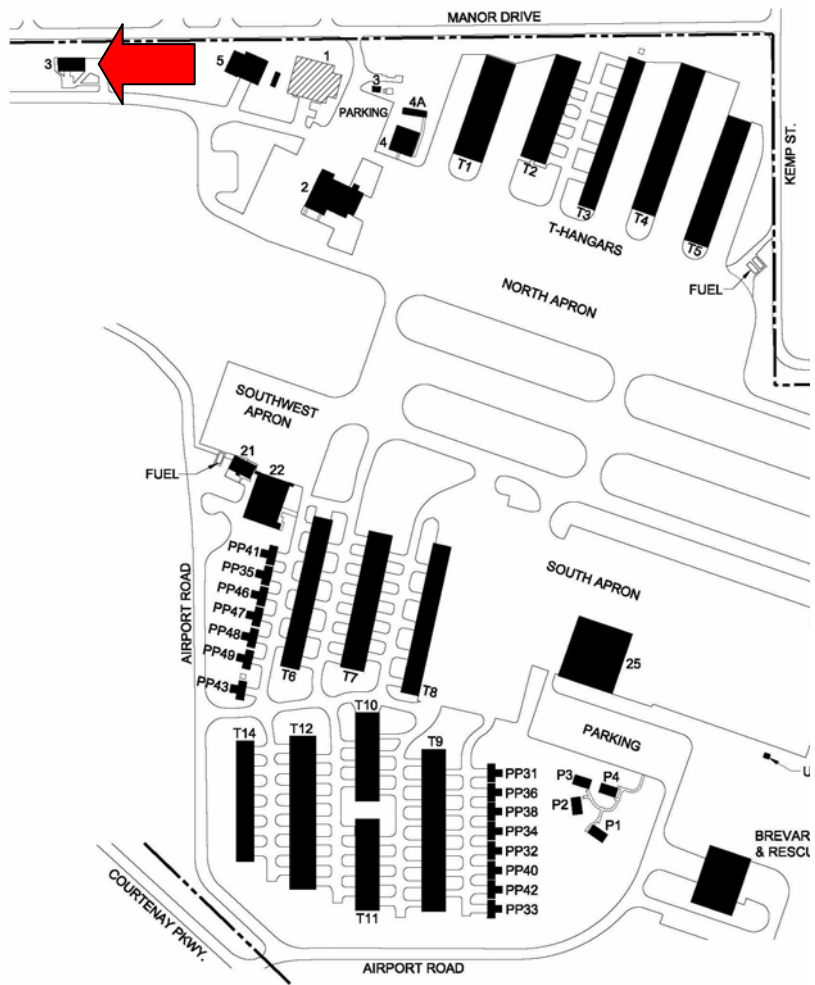 MANOR DRIVE
3
5
1
3
PARKING
4A
4
2
T1
T2
T3
T4
T5
T-HANGARS
KEMP ST.
FUEL
NORTH APRON
SOUTHWEST
APRON
21
22
FUEL
PP41
PP35
PP46
PP47
PP48
PP49
PP43
AIRPORT ROAD
T6
T7
T8
SOUTH APRON
25
PARKING
T14
T12
T10
T9
T11
PP31
PP36
PP38
PP34
PP32
PP40
PP42
PP33
P3
P4
P2
P1
U
BREVAR
& RESCU
COURTENAY PKWY.
AIRPORT ROAD